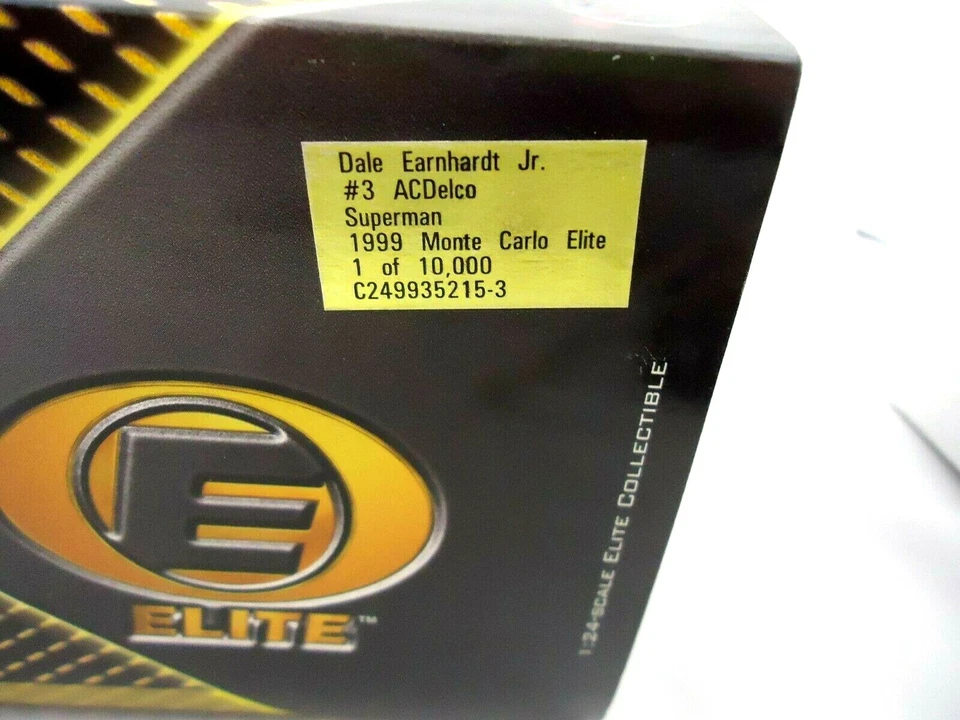 Dale Earnhardt Jr.
#3 ACDelco
Superman
1999 Monte Carlo Elite
1 of 10,000
C249935215-3
E
ELITE™
1:24-SCALE ELITE COLLECTIBLE